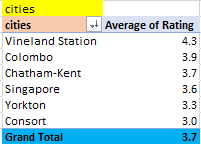 cities
cities Average of Rating
Vineland Station 4.3
Colombo 3.9
Chatham-Kent 3.7
Singapore 3.6
Yorkton 3.3
Consort 3.0
Grand Total 3.7